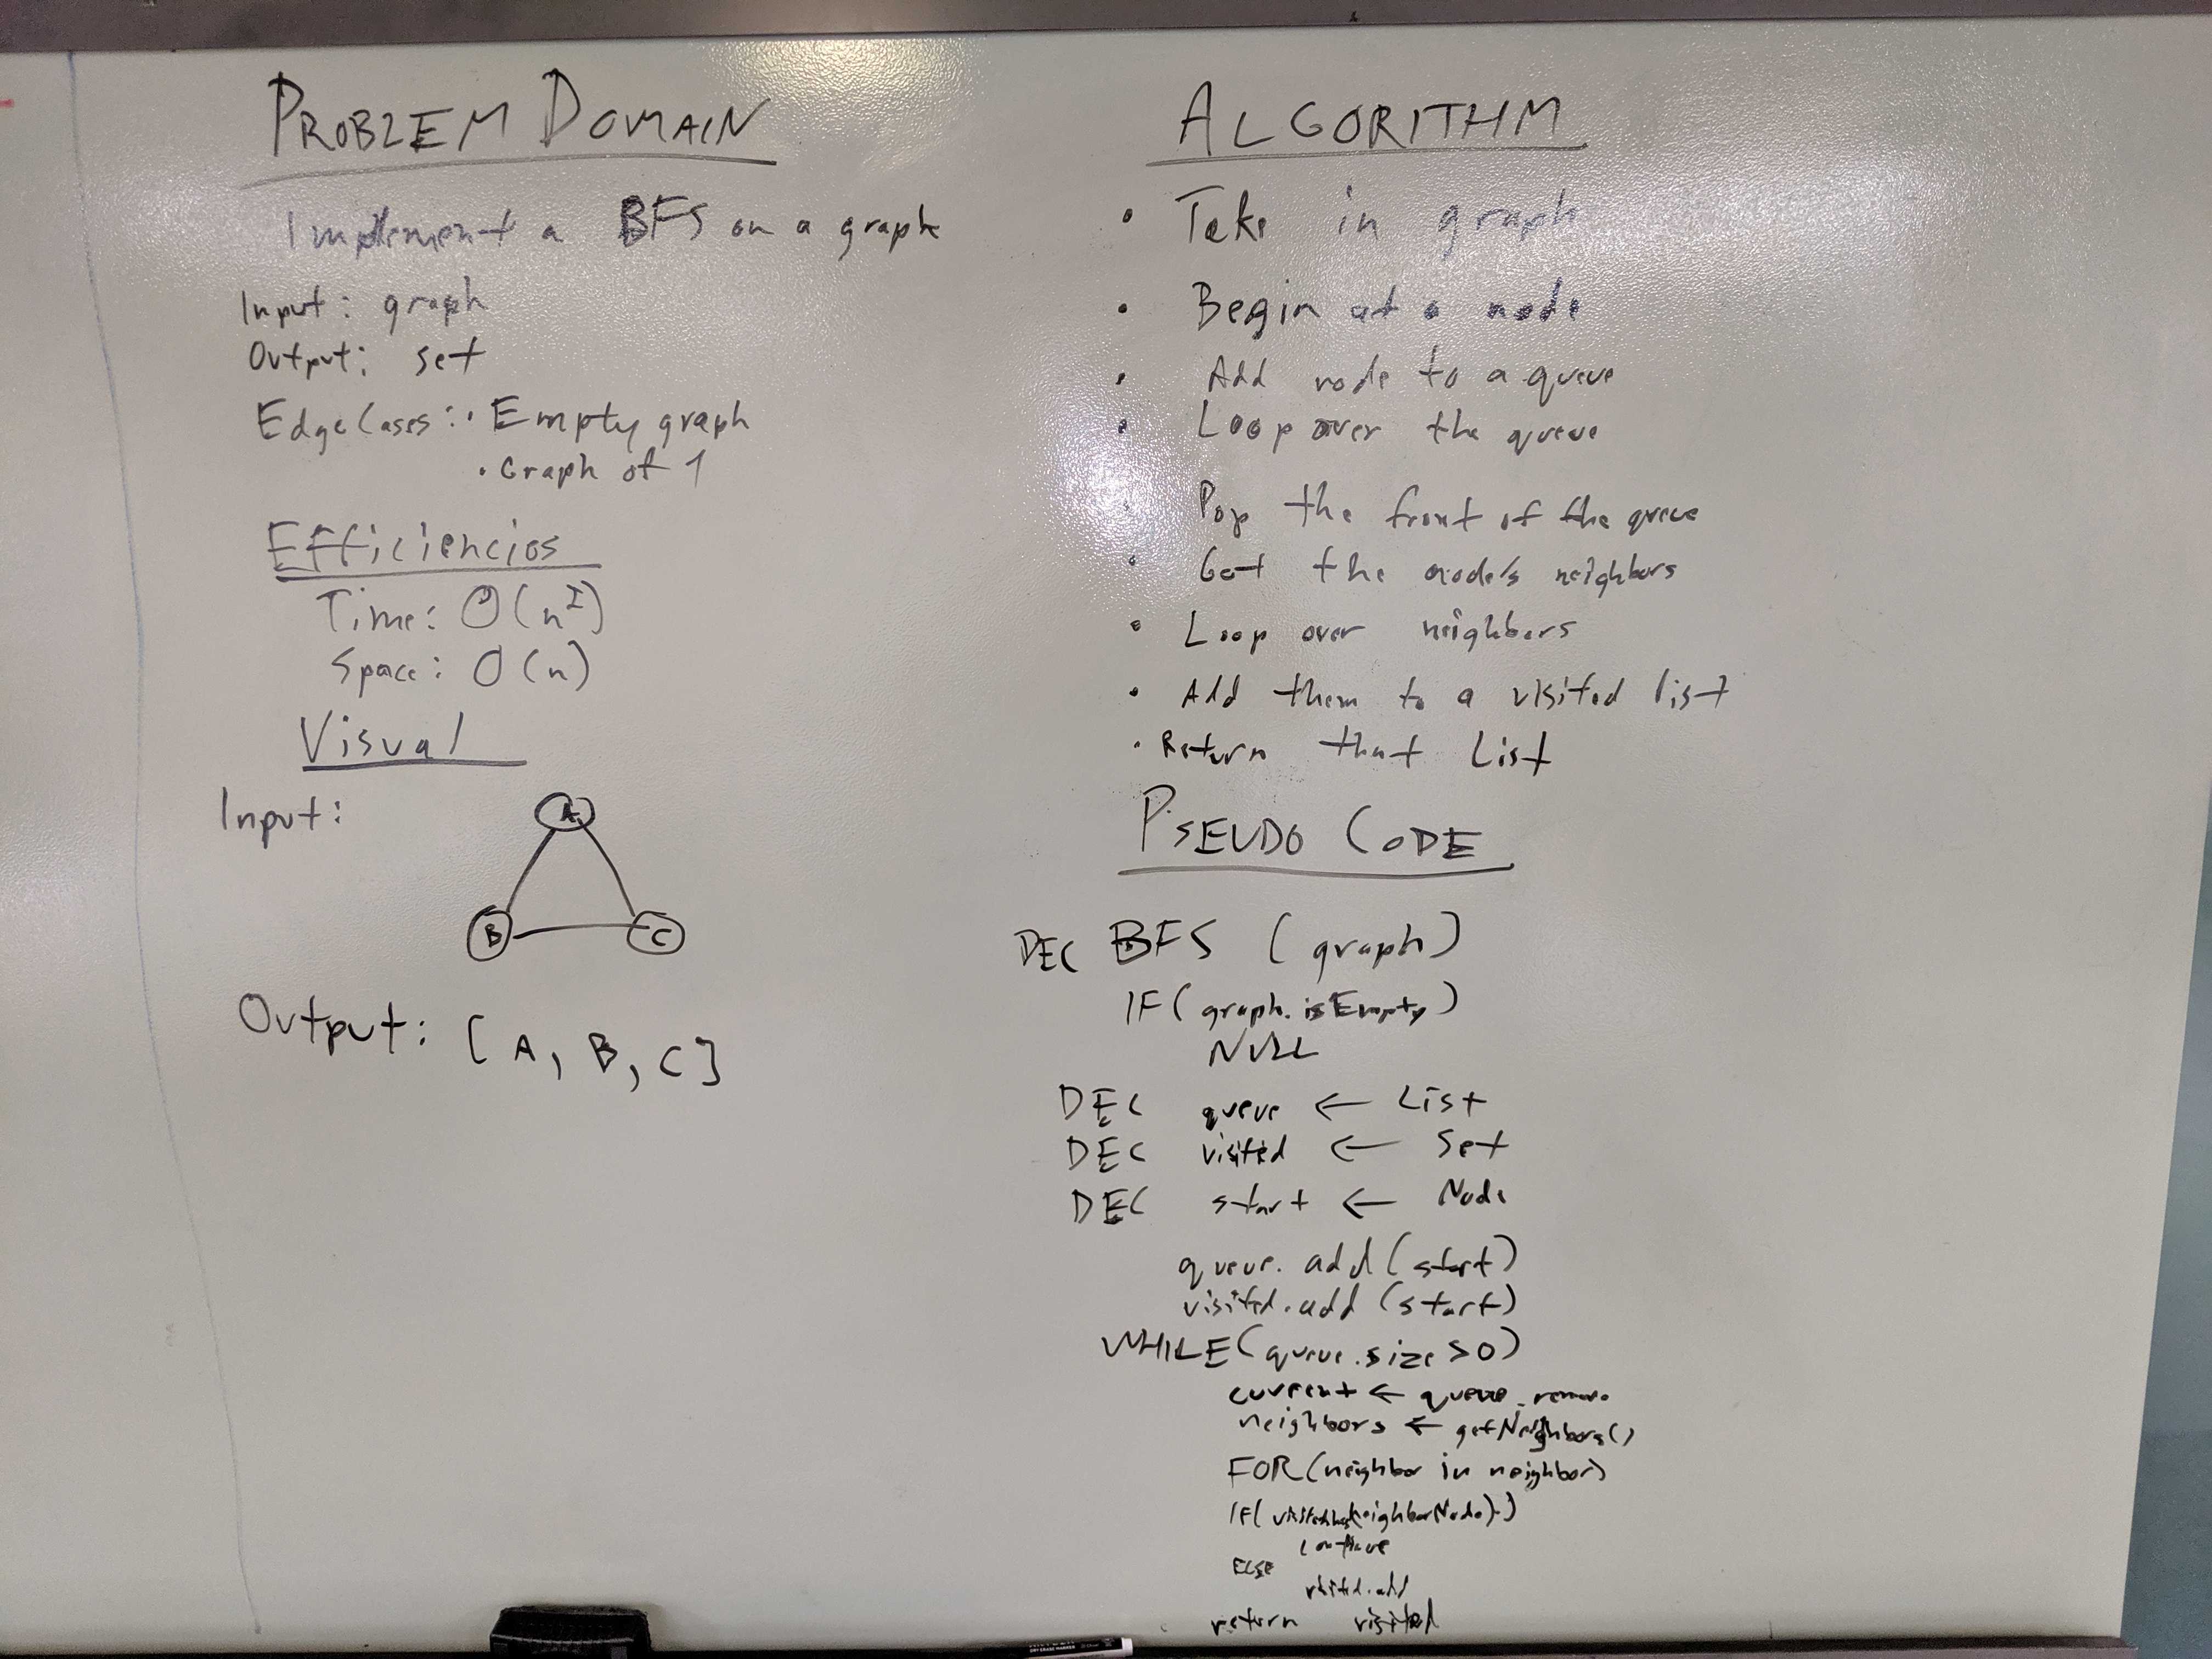 PROBLEM DOMAIN
Implement a BFS on a graph
Input: graph
Output: set
Edge Cases: • Empty graph
• Graph of 1
Efficiencies
Time: O(n²)
Space: O(n)
Visual
Input:
A
B C
Output: [A, B, C]
ALGORITHM
• Take in graph
• Begin at a node
• Add node to a queue
• Loop over the queue
• Pop the front of the queue
• Get the node's neighbors
• Loop over neighbors
• Add them to a visited list
• Return that List
PSEUDO CODE
DEC BFS (graph)
IF(graph.isEmpty)
NULL
DEC queue ← List
DEC visited ← Set
DEC start ← Node
queue.add(start)
visited.add(start)
WHILE(queue.size>0)
current ← queue.remove
neighbors ← getNeighbors()
FOR(neighbor in neighbor)
IF(
continue
ELSE
visited.add
return visited
DRY ERASE MARKER